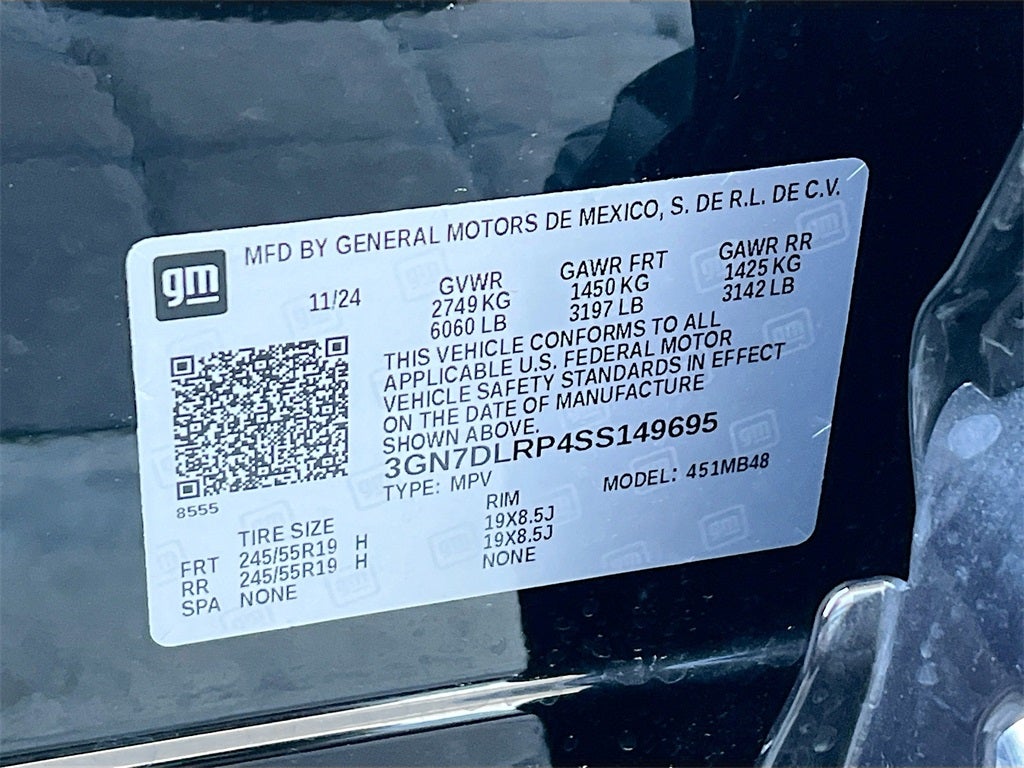 MFD BY GENERAL MOTORS DE MEXICO, S. DE R.L. DE C.V.
gm
11/24
GVWR
2749 KG
6060 LB
GAWR FRT
1450 KG
3197 LB
GAWR RR
1425 KG
3142 LB
THIS VEHICLE CONFORMS TO ALL
APPLICABLE U.S. FEDERAL MOTOR
VEHICLE SAFETY STANDARDS IN EFFECT
ON THE DATE OF MANUFACTURE
SHOWN ABOVE.
3GN7DLRP4SS149695
TYPE: MPV
MODEL: 451MB48
8555
TIRE SIZE
RIM
FRT 245/55R19 H 19X8.5J
RR 245/55R19 H 19X8.5J
SPA NONE NONE